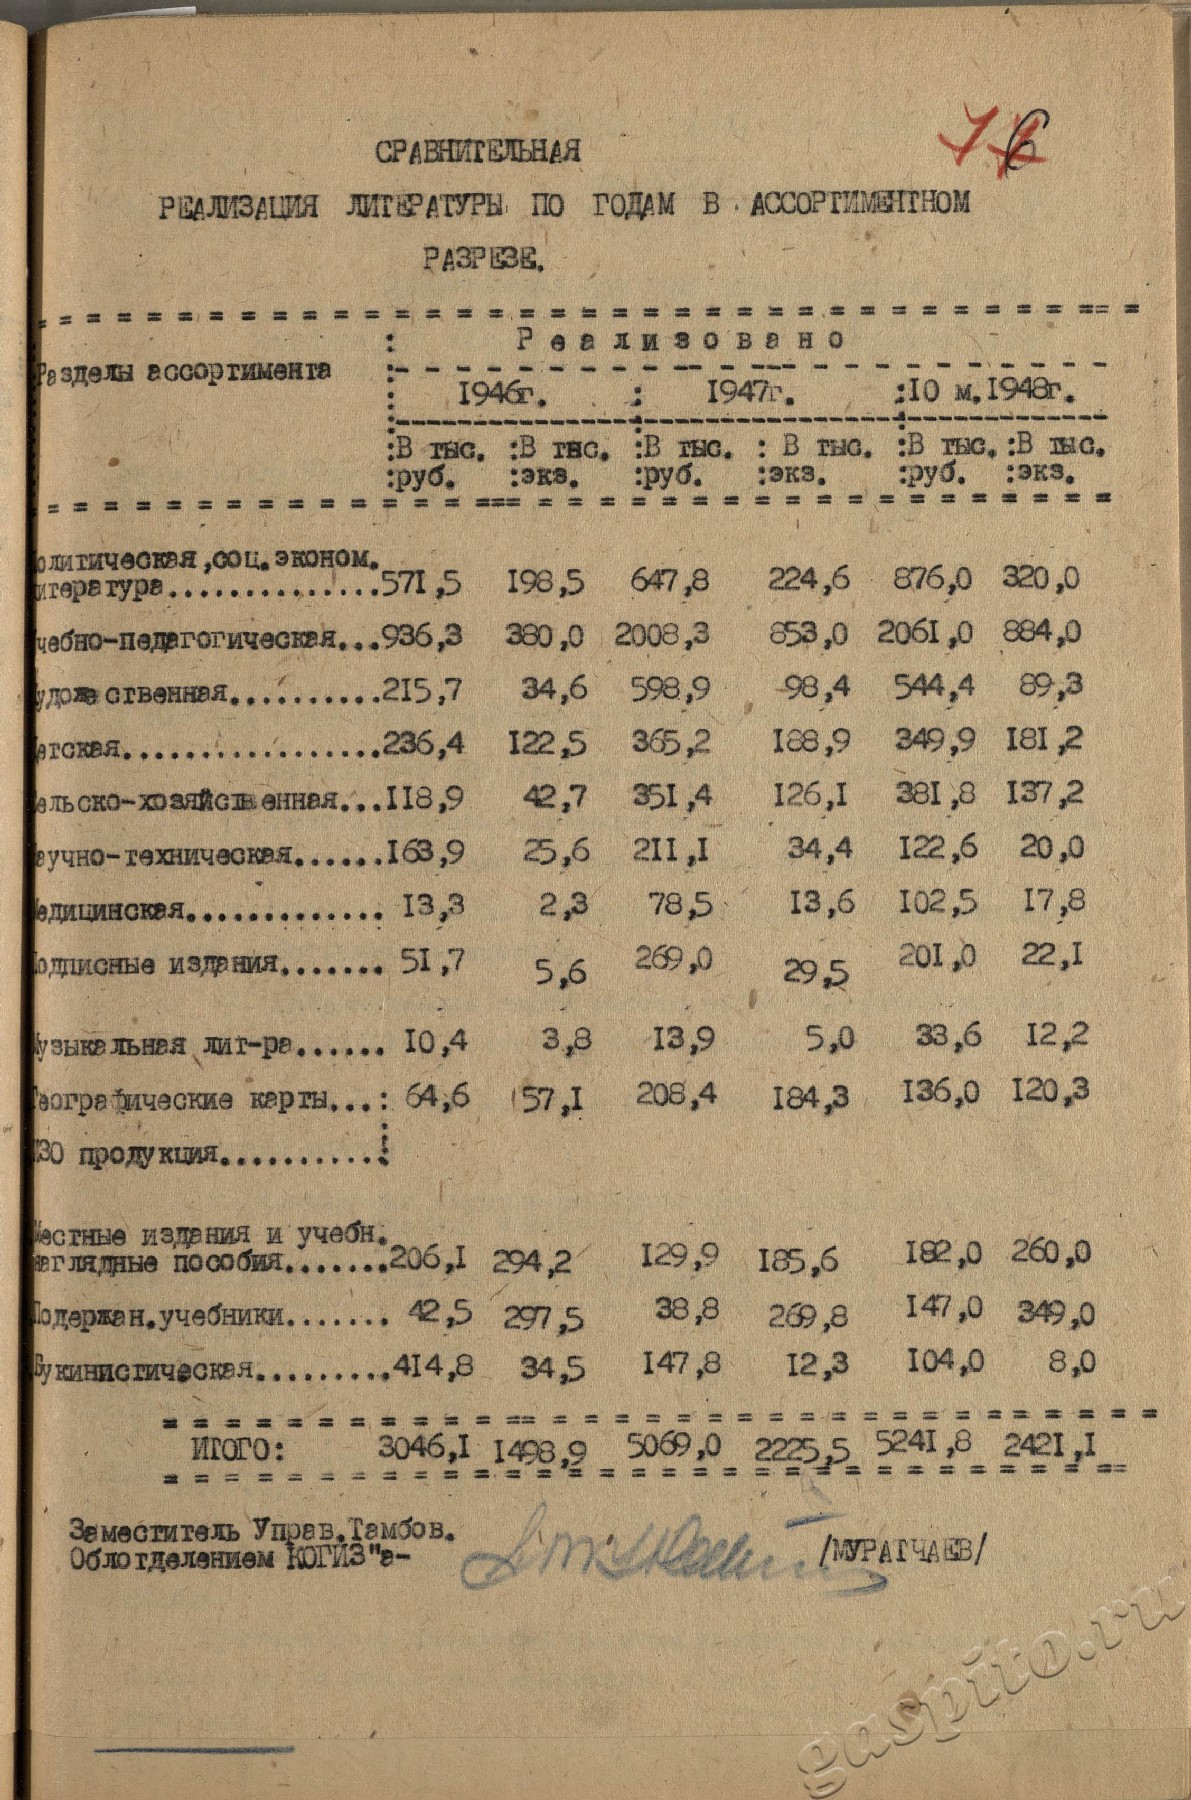 76
СРАВНИТЕЛЬНАЯ
РЕАЛИЗАЦИЯ ЛИТЕРАТУРЫ ПО ГОДАМ В АССОРТИМЕНТНОМ
РАЗРЕЗЕ.
Разделы ассортимента : Реализовано
: 1946г. : 1947г. :10 м.1948г.
:В тыс. :В тыс. :В тыс. : В тыс. :В тыс. :В тыс.
:руб. :экз. :руб. :экз. :руб. :экз.
олитическая,соц.эконом.
итература...............571,5 198,5 647,8 224,6 876,0 320,0
чебно-педагогическая...936,3 380,0 2008,3 853,0 2061,0 884,0
удожественная..........215,7 34,6 598,9 98,4 544,4 89,3
етская..................236,4 122,5 365,2 188,9 349,9 181,2
ельско-хозяйственная...118,9 42,7 351,4 126,1 381,8 137,2
аучно-техническая......163,9 25,6 211,1 34,4 122,6 20,0
едицинская............. 13,3 2,3 78,5 13,6 102,5 17,8
одписные издания....... 51,7 5,6 269,0 29,5 201,0 22,1
Музыкальная лит-ра...... 10,4 3,8 13,9 5,0 33,6 12,2
Географические карты...: 64,6 57,1 208,4 184,3 136,0 120,3
ИЗО продукция...........:
Местные издания и учебн.
наглядные пособия.......206,1 294,2 129,9 185,6 182,0 260,0
Подержан.учебники....... 42,5 297,5 38,8 269,8 147,0 349,0
Букинистическая.........414,8 34,5 147,8 12,3 104,0 8,0
ИТОГО: 3046,1 1498,9 5069,0 2225,5 5241,8 2421,1
Заместитель Управ.Тамбов.
Облотделением КОГИЗ"а- /МУРАТЧАЕВ/
gaspito.ru